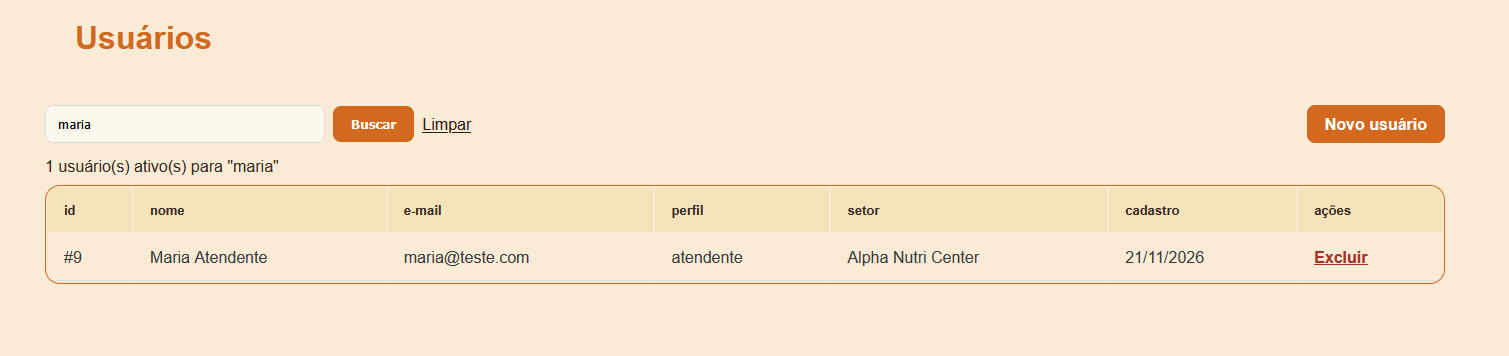 Usuários
maria Buscar Limpar Novo usuário
1 usuário(s) ativo(s) para "maria"
id nome e-mail perfil setor cadastro ações
#9 Maria Atendente maria@teste.com atendente Alpha Nutri Center 21/11/2026 Excluir